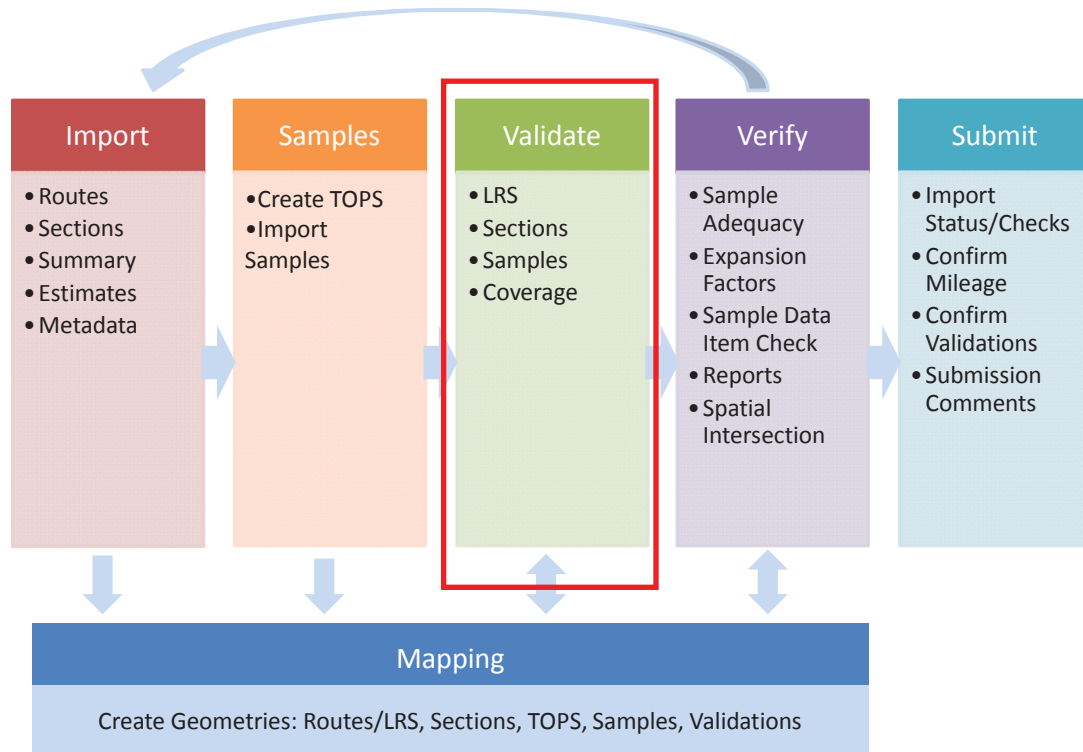 Import
• Routes
• Sections
• Summary
• Estimates
• Metadata
Samples
•Create TOPS
•Import
Samples
Validate
• LRS
• Sections
• Samples
• Coverage
Verify
• Sample
Adequacy
• Expansion
Factors
• Sample Data
Item Check
• Reports
• Spatial
Intersection
Submit
• Import
Status/Checks
• Confirm
Mileage
• Confirm
Validations
• Submission
Comments
Mapping
Create Geometries: Routes/LRS, Sections, TOPS, Samples, Validations